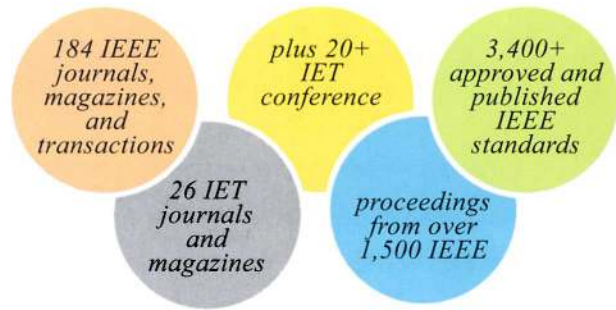 184 IEEE
journals,
magazines,
and
transactions
26 IET
journals
and
magazines
plus 20+
IET
conference
proceedings
from over
1,500 IEEE
3,400+
approved and
published
IEEE
standards